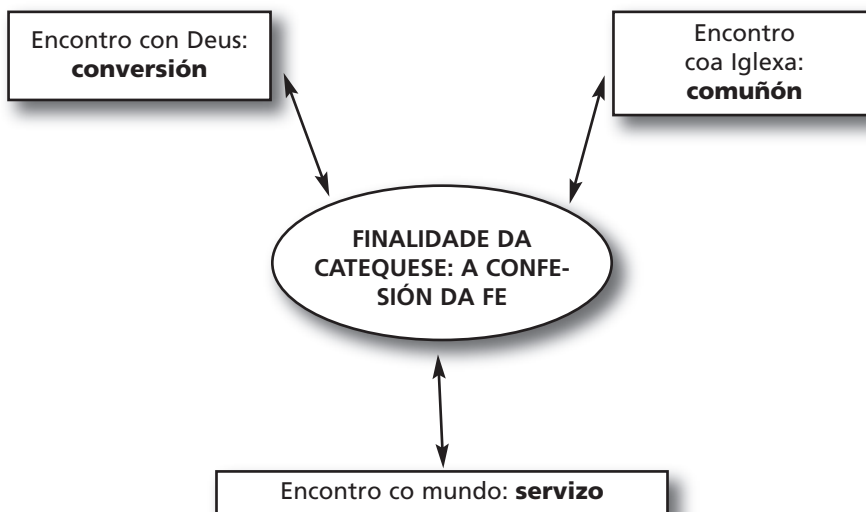 Encontro con Deus:
conversión
Encontro
coa Iglexa:
comuñón
FINALIDADE DA
CATEQUESE: A CONFE-
SIÓN DA FE
Encontro co mundo: servizo